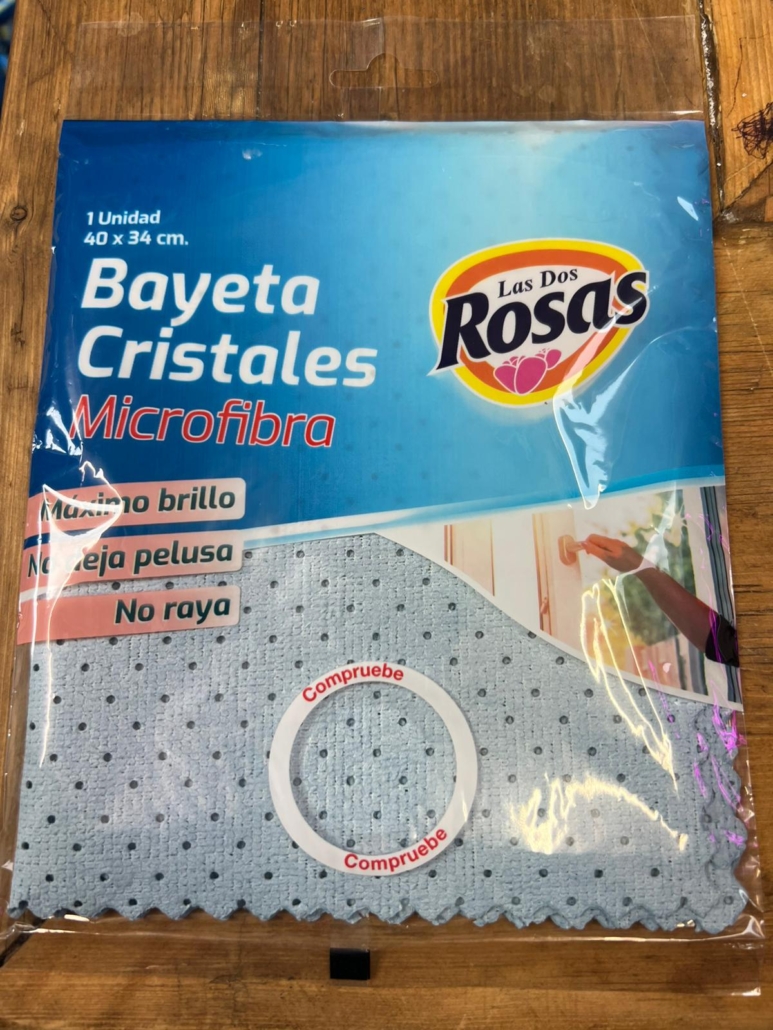 1 Unidad
40 x 34 cm.
Bayeta
Cristales
Microfibra
Las Dos
Rosas
Máximo brillo
No deja pelusa
No raya
Compruebe
Compruebe